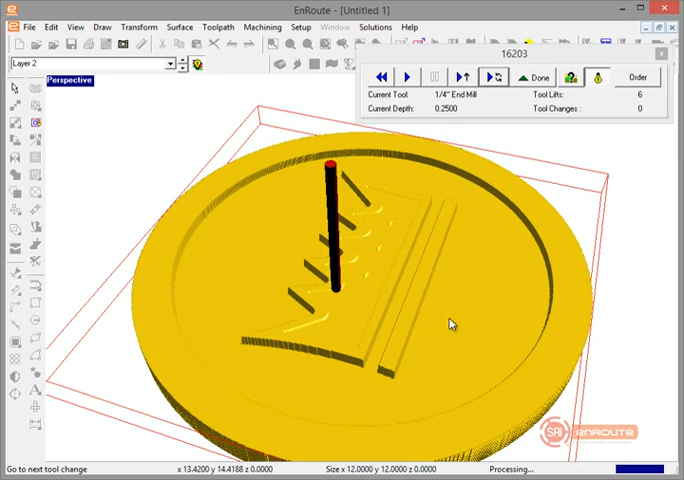 EnRoute - [Untitled 1]
File Edit View Draw Transform Surface Toolpath Machining Setup Window Solutions Help
16203
Layer 2
Done
Order
Perspective
Current Tool: 1/4" End Mill Tool Lifts: 6
Current Depth: 0.2500 Tool Changes : 0
SAi ENROUTE
Go to next tool change x 13.4200 y 14.4188 z 0.0000 Size x 12.0000 y 12.0000 z 0.0000 Processing...